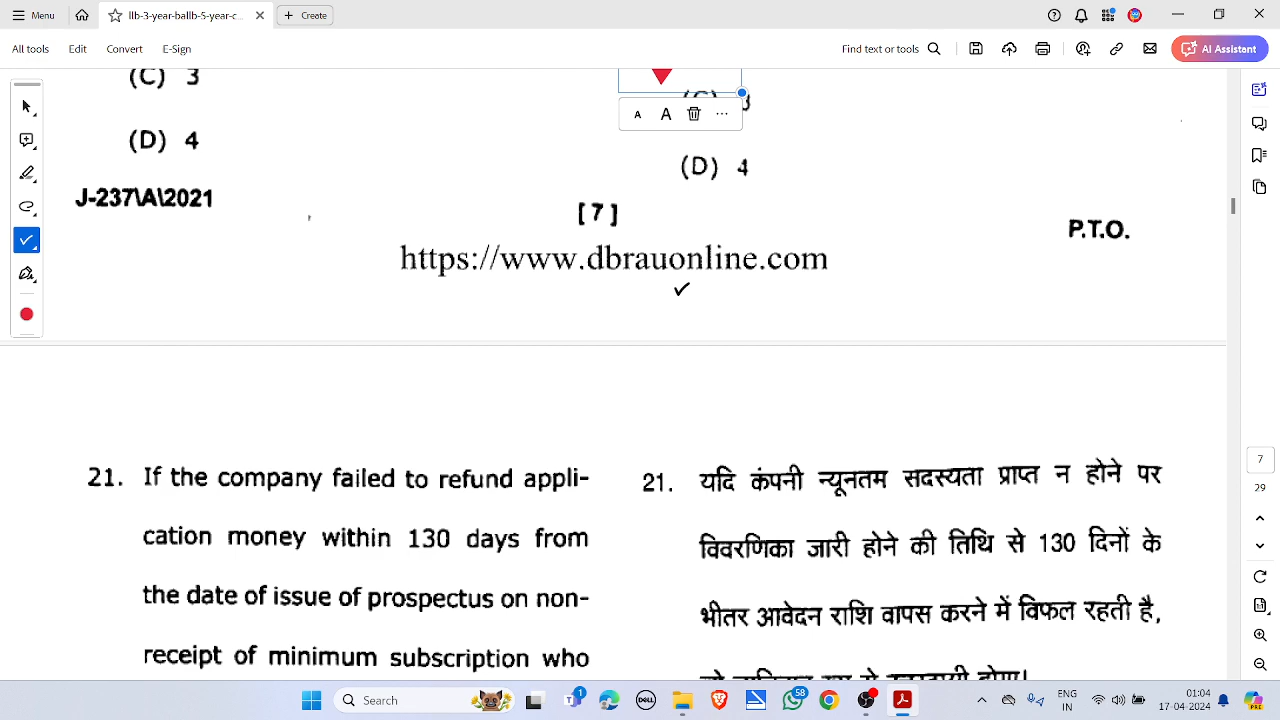 Menu
llb-3-year-ballb-5-year-c...
+ Create
All tools
Edit
Convert
E-Sign
Find text or tools
AI Assistant
(C) 3
(D) 4
J-237\A\2021
A A ...
(D) 4
[7]
P.T.O.
https://www.dbrauonline.com
21. If the company failed to refund appli-
cation money within 130 days from
the date of issue of prospectus on non-
receipt of minimum subscription who
21. यदि कंपनी न्यूनतम सदस्यता प्राप्त न होने पर
विवरणिका जारी होने की तिथि से 130 दिनों के
भीतर आवेदन राशि वापस करने में विफल रहती है,
7
29
Search
1
DELL
58
ENG
IN
01:04
17-04-2024